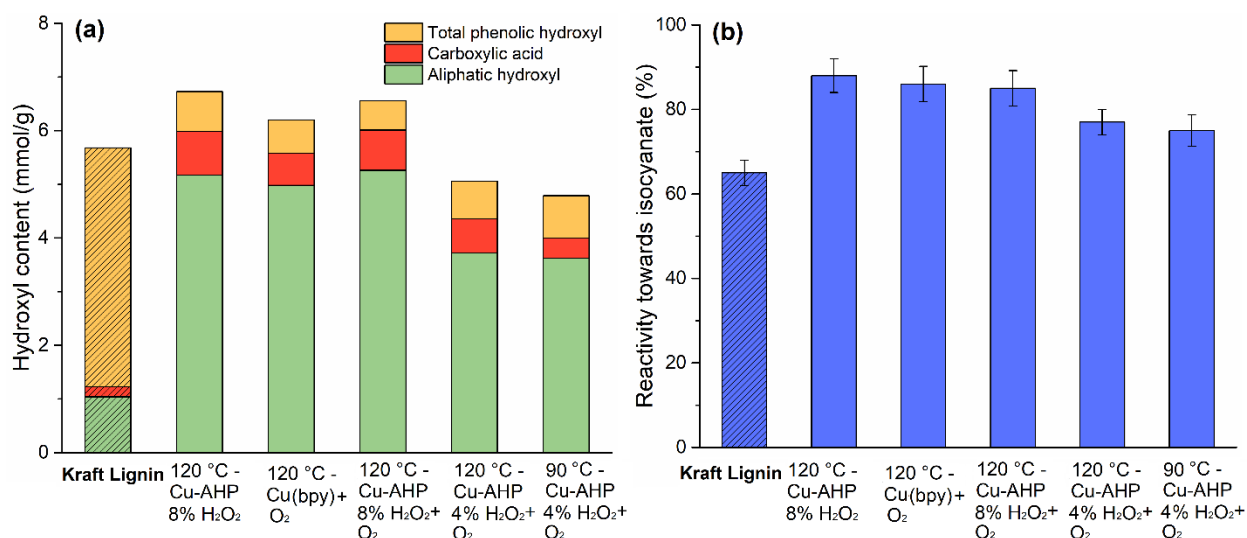 (a)
Total phenolic hydroxyl
Carboxylic acid
Aliphatic hydroxyl
Hydroxyl content (mmol/g)
8
6
4
2
0
Kraft Lignin
120 °C -
Cu-AHP
8% H₂O₂
120 °C -
Cu(bpy)+
O₂
120 °C -
Cu-AHP
8% H₂O₂+
O₂
120 °C -
Cu-AHP
4% H₂O₂+
O₂
90 °C -
Cu-AHP
4% H₂O₂+
O₂
(b)
Reactivity towards isocyanate (%)
100
80
60
40
20
0
Kraft Lignin
120 °C -
Cu-AHP
8% H₂O₂
120 °C -
Cu(bpy)+
O₂
120 °C -
Cu-AHP
8% H₂O₂+
O₂
120 °C -
Cu-AHP
4% H₂O₂+
O₂
90 °C -
Cu-AHP
4% H₂O₂+
O₂